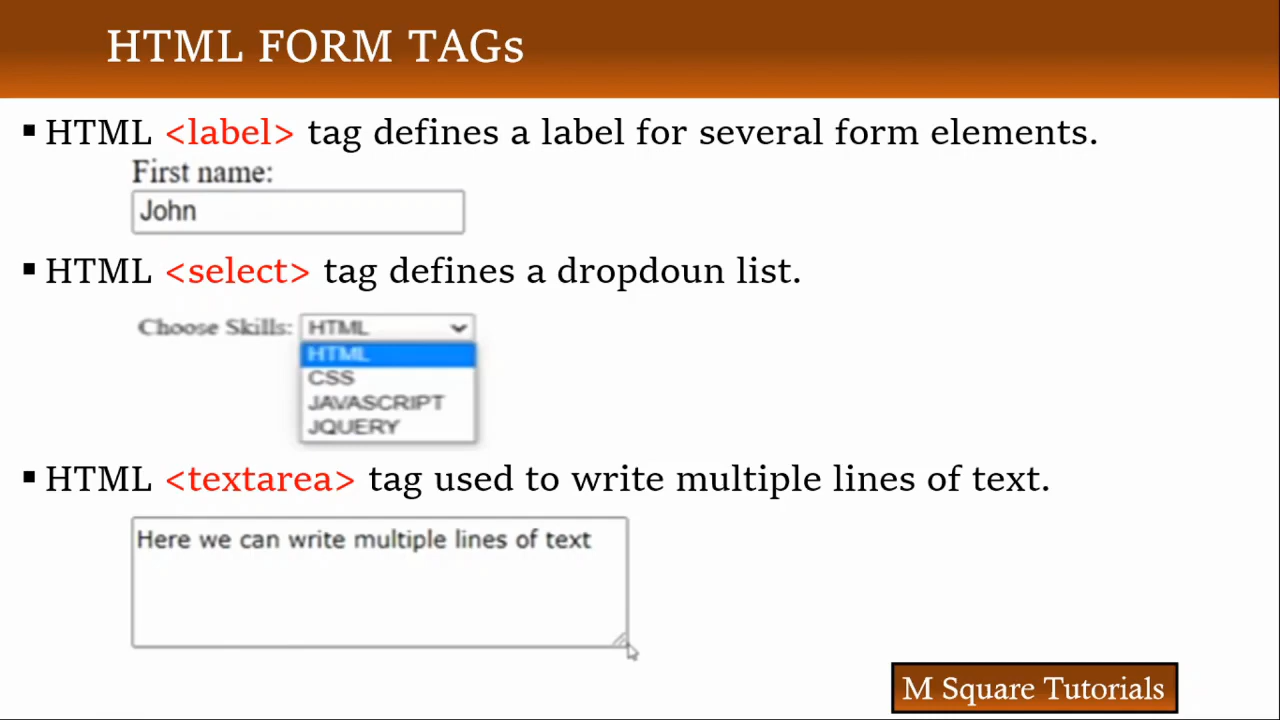 HTML FORM TAGs
▪ HTML <label> tag defines a label for several form elements.
First name:
John
▪ HTML <select> tag defines a dropdoun list.
Choose Skills: HTML
HTML
CSS
JAVASCRIPT
JQUERY
▪ HTML <textarea> tag used to write multiple lines of text.
Here we can write multiple lines of text
M Square Tutorials